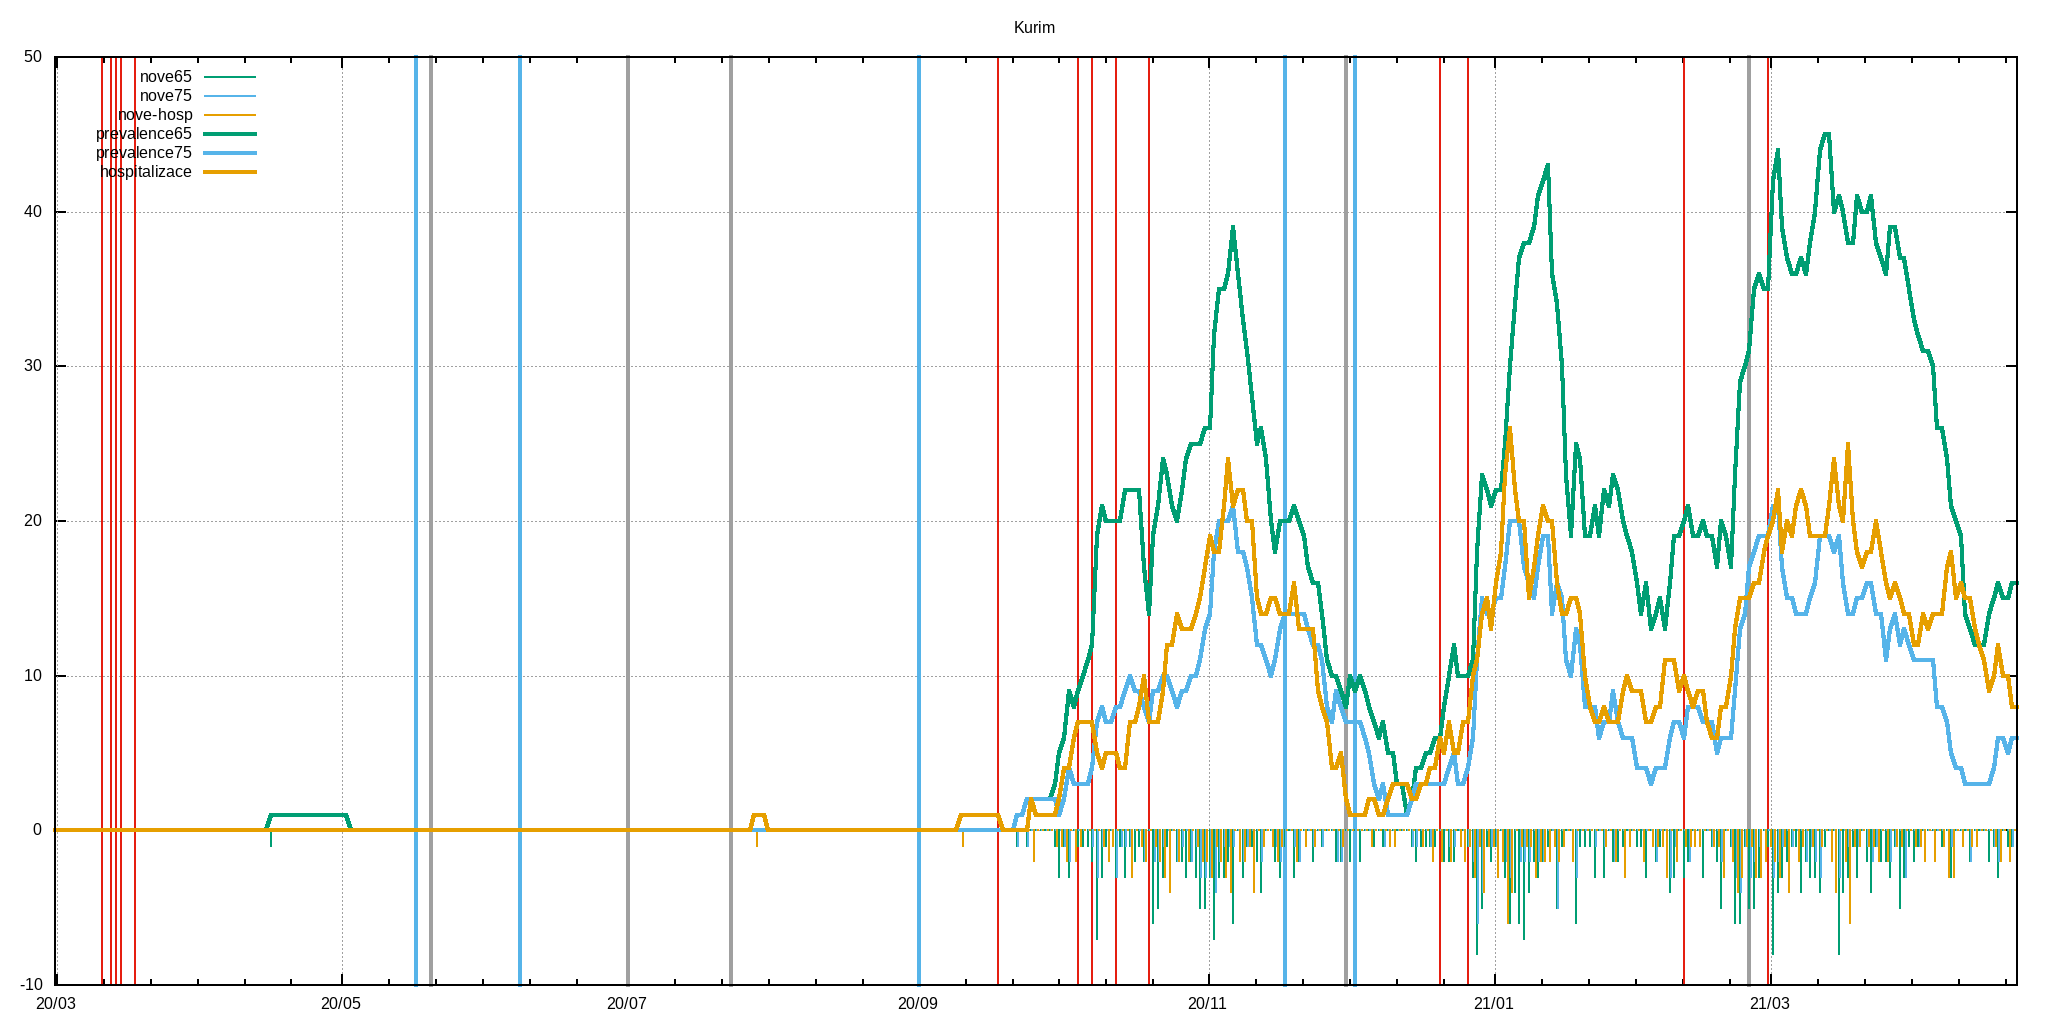 Kurim
50
nove65
nove75
nove-hosp
prevalence65
prevalence75
hospitalizace
40
30
20
10
0
-10
20/03 20/05 20/07 20/09 20/11 21/01 21/03